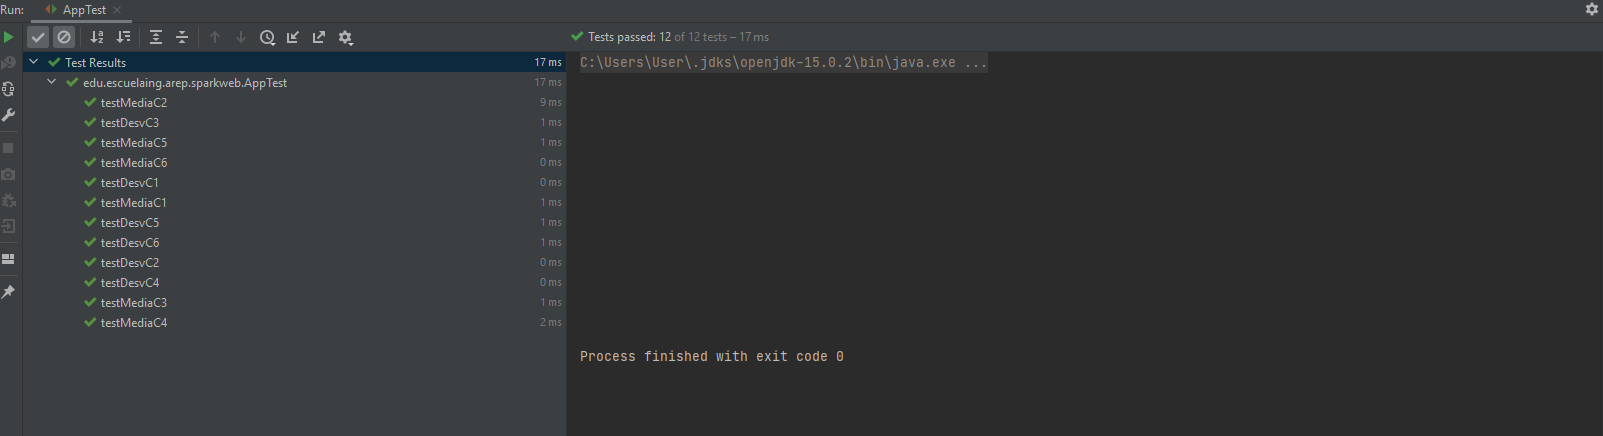 Run: AppTest
Tests passed: 12 of 12 tests – 17 ms
Test Results 17 ms
edu.escuelaing.arep.sparkweb.AppTest 17 ms
testMediaC2 9 ms
testDesvC3 1 ms
testMediaC5 1 ms
testMediaC6 0 ms
testDesvC1 0 ms
testMediaC1 1 ms
testDesvC5 1 ms
testDesvC6 1 ms
testDesvC2 0 ms
testDesvC4 0 ms
testMediaC3 1 ms
testMediaC4 2 ms
C:\Users\User\.jdks\openjdk-15.0.2\bin\java.exe ...
Process finished with exit code 0